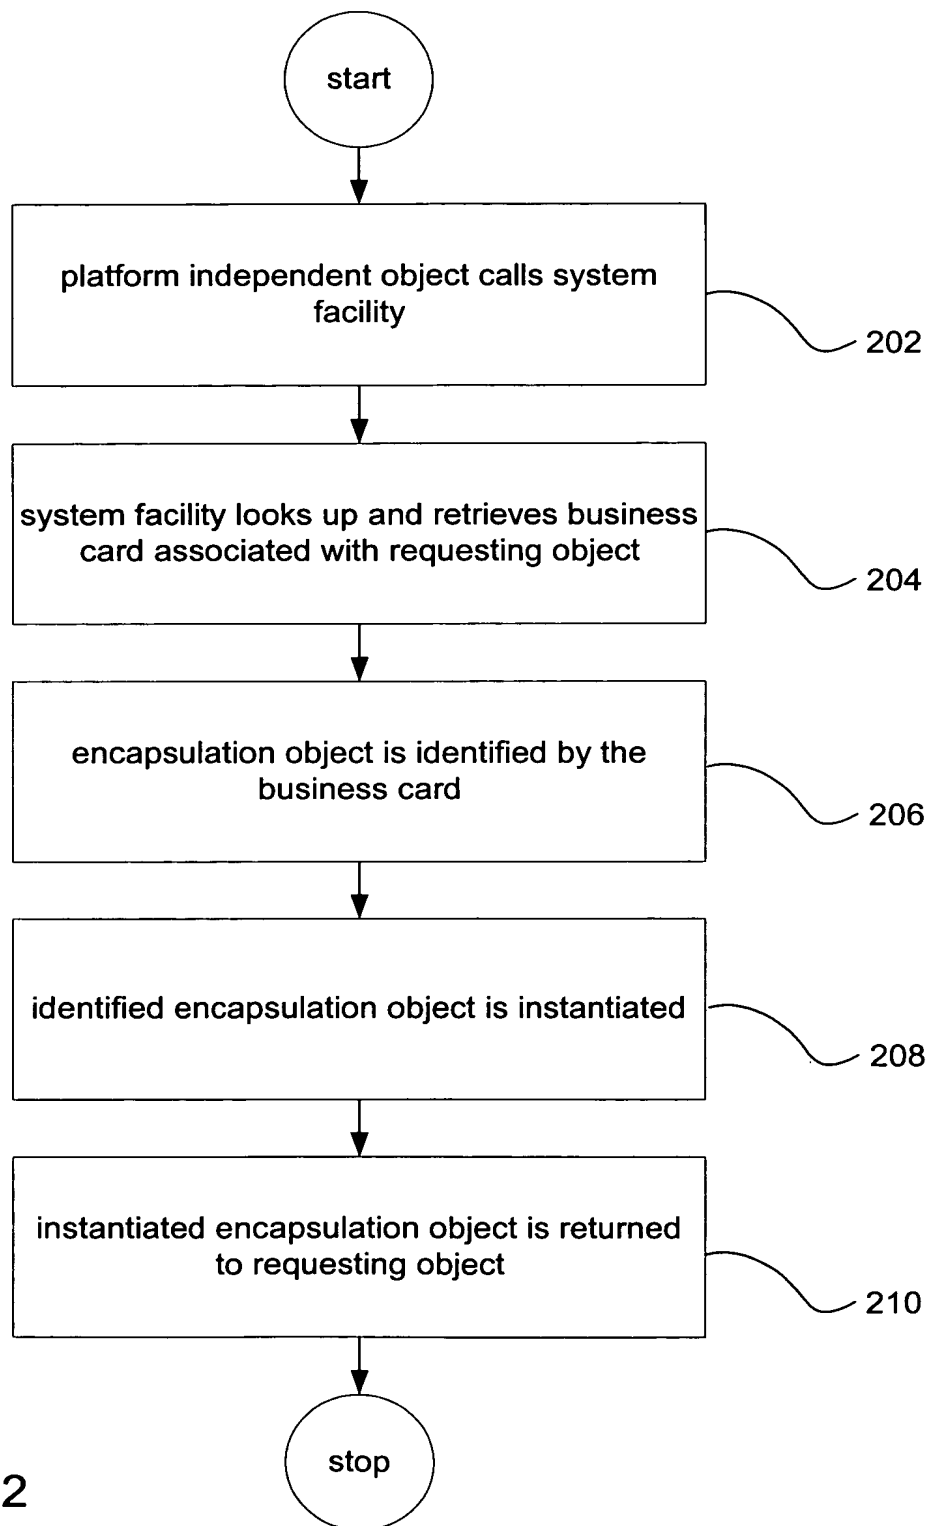 start
platform independent object calls system
facility
202
system facility looks up and retrieves business
card associated with requesting object
204
encapsulation object is identified by the
business card
206
identified encapsulation object is instantiated
208
instantiated encapsulation object is returned
to requesting object
210
stop
2